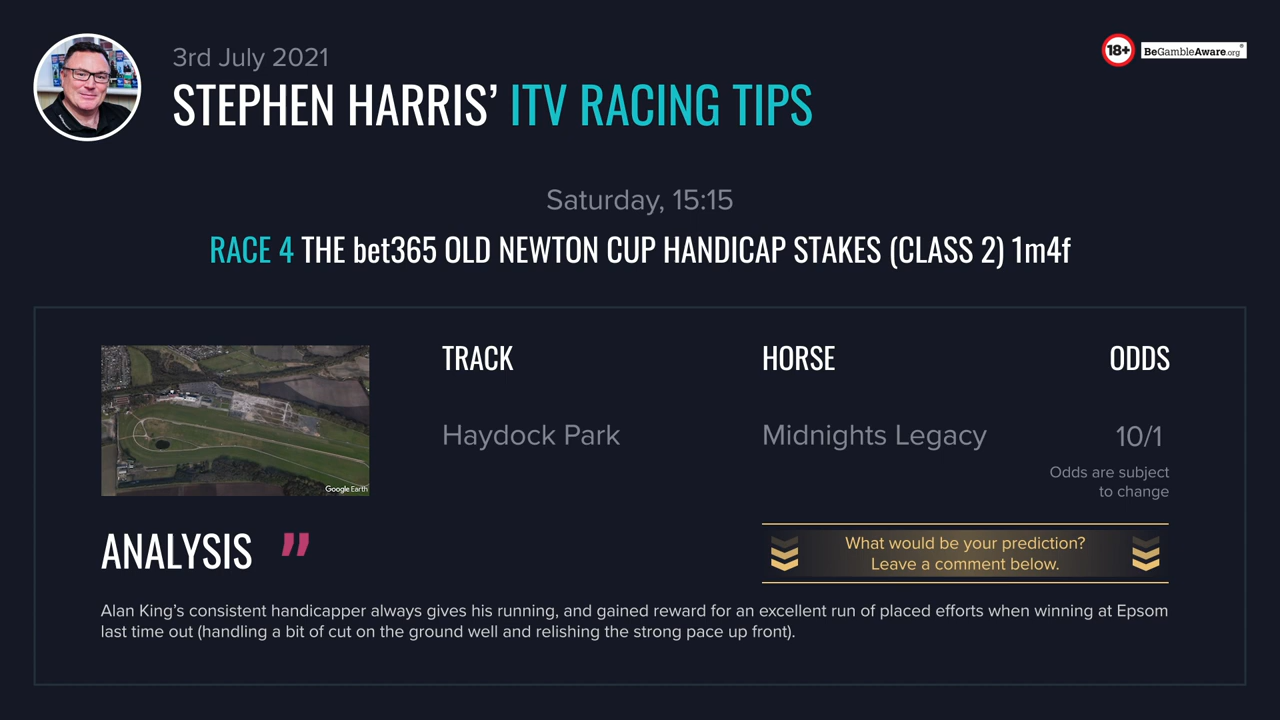 3rd July 2021
STEPHEN HARRIS’ ITV RACING TIPS
18+
BeGambleAware.org®
Saturday, 15:15
RACE 4 THE bet365 OLD NEWTON CUP HANDICAP STAKES (CLASS 2) 1m4f
TRACK
HORSE
ODDS
Haydock Park
Midnights Legacy
10/1
Odds are subject
to change
Google Earth
ANALYSIS ”
What would be your prediction?
Leave a comment below.
Alan King’s consistent handicapper always gives his running, and gained reward for an excellent run of placed efforts when winning at Epsom
last time out (handling a bit of cut on the ground well and relishing the strong pace up front).